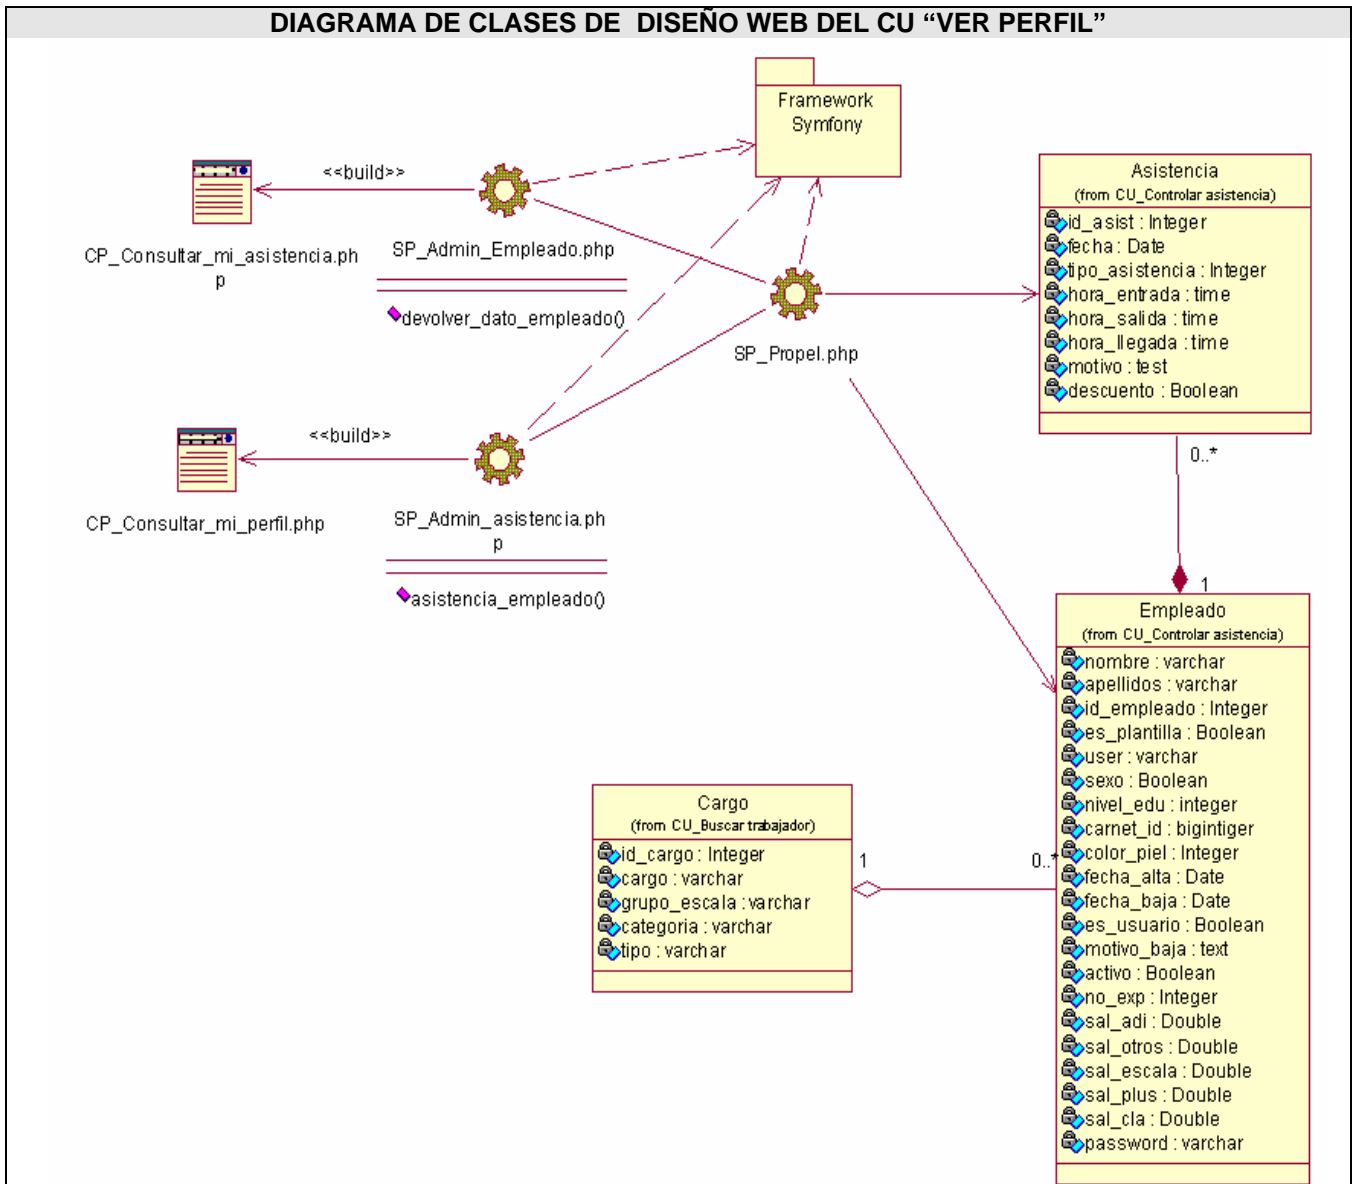 DIAGRAMA DE CLASES DE  DISEÑO WEB DEL CU “VER PERFIL”
Framework
Symfony
<<build>>
CP_Consultar_mi_asistencia.ph
p
SP_Admin_Empleado.php
devolver_dato_empleado()
SP_Propel.php
Asistencia
(from CU_Controlar asistencia)
id_asist : Integer
fecha : Date
tipo_asistencia : Integer
hora_entrada : time
hora_salida : time
hora_llegada : time
motivo : test
descuento : Boolean
<<build>>
CP_Consultar_mi_perfil.php
SP_Admin_asistencia.ph
p
asistencia_empleado()
0..*
1
Empleado
(from CU_Controlar asistencia)
nombre : varchar
apellidos : varchar
id_empleado : Integer
es_plantilla : Boolean
user : varchar
sexo : Boolean
nivel_edu : integer
carnet_id : bigintiger
color_piel : Integer
fecha_alta : Date
fecha_baja : Date
es_usuario : Boolean
motivo_baja : text
activo : Boolean
no_exp : Integer
sal_adi : Double
sal_otros : Double
sal_escala : Double
sal_plus : Double
sal_cla : Double
password : varchar
Cargo
(from CU_Buscar trabajador)
id_cargo : Integer
cargo : varchar
grupo_escala : varchar
categoria : varchar
tipo : varchar
1
0..*